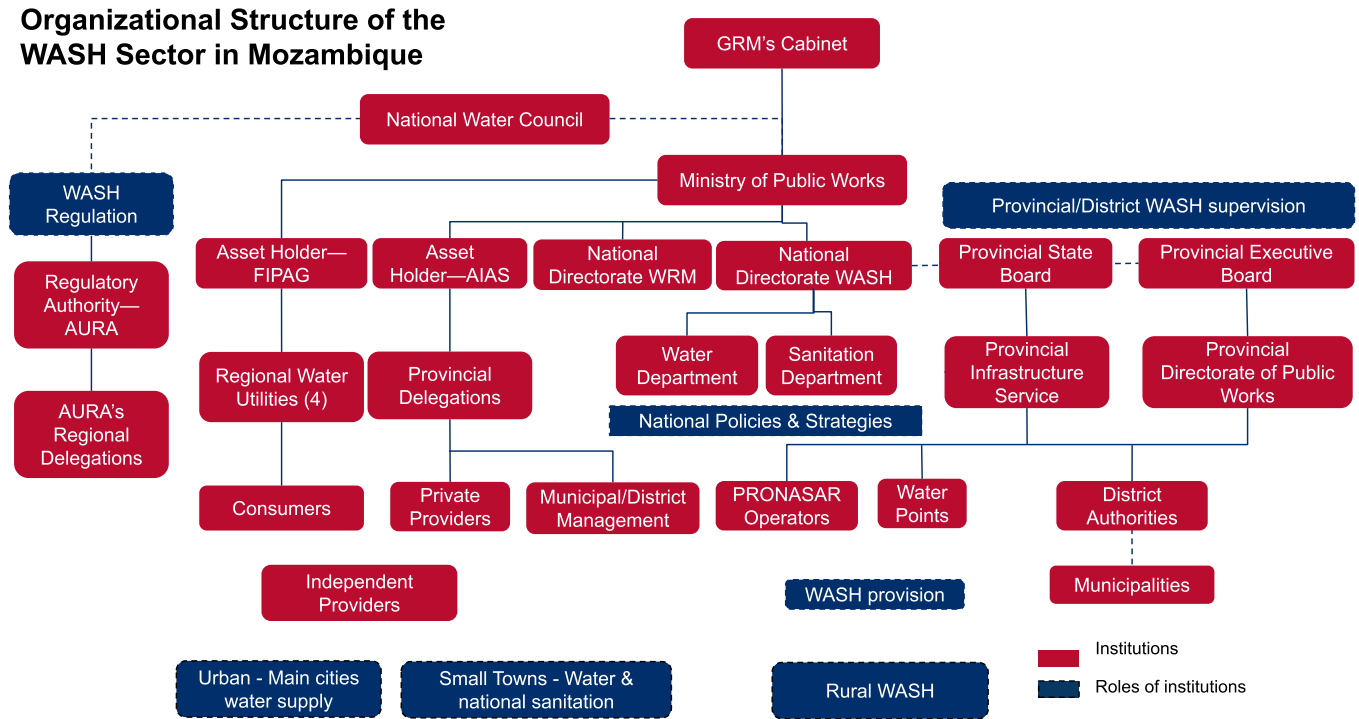 Organizational Structure of the
WASH Sector in Mozambique
GRM's Cabinet
National Water Council
Ministry of Public Works
WASH
Regulation
Provincial/District WASH supervision
Asset Holder—
FIPAG
Asset
Holder—AIAS
National
Directorate WRM
National
Directorate WASH
Provincial State
Board
Provincial Executive
Board
Regulatory
Authority—
AURA
Regional Water
Utilities (4)
Provincial
Delegations
Water
Department
Sanitation
Department
Provincial
Infrastructure
Service
Provincial
Directorate of Public
Works
AURA's
Regional
Delegations
National Policies & Strategies
Consumers
Private
Providers
Municipal/District
Management
PRONASAR
Operators
Water
Points
District
Authorities
Independent
Providers
WASH provision
Municipalities
Urban - Main cities
water supply
Small Towns - Water &
national sanitation
Rural WASH
Institutions
Roles of institutions